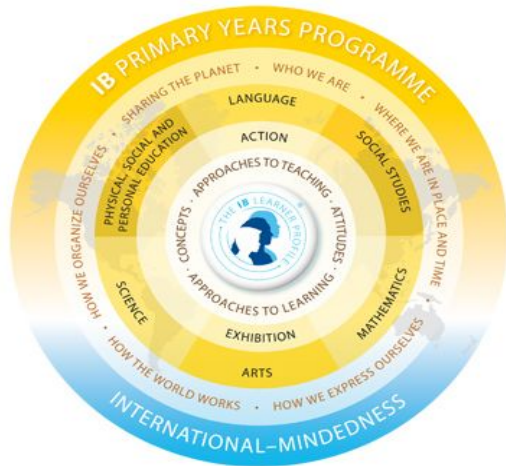 IB PRIMARY YEARS PROGRAMME
SHARING THE PLANET • WHO WE ARE • WHERE WE ARE IN PLACE AND TIME • HOW WE EXPRESS OURSELVES • HOW THE WORLD WORKS • HOW WE ORGANIZE OURSELVES •
LANGUAGE
SOCIAL STUDIES
MATHEMATICS
ARTS
SCIENCE
PHYSICAL, SOCIAL AND
PERSONAL EDUCATION
ACTION
EXHIBITION
APPROACHES TO TEACHING · ATTITUDES · APPROACHES TO LEARNING · CONCEPTS ·
THE IB LEARNER PROFILE
®
INTERNATIONAL–MINDEDNESS